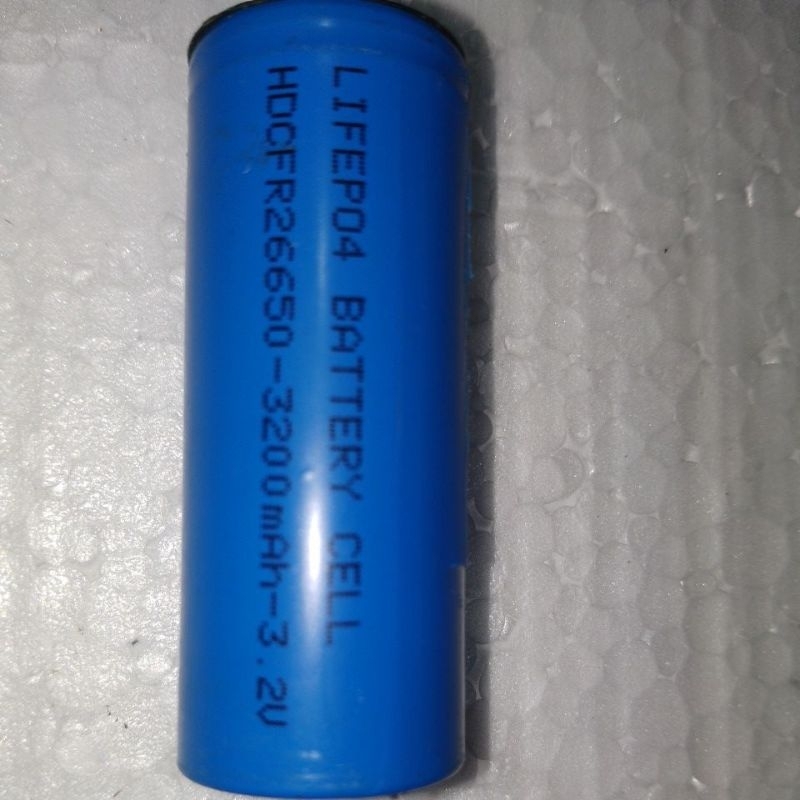 LIFEPO4 BATTERY CELL
HDCFR26650-3200mAh-3.2V